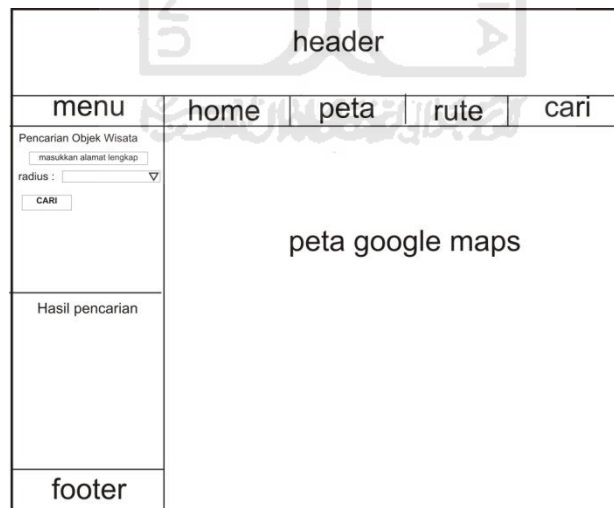 header
menu home peta rute cari
Pencarian Objek Wisata
masukkan alamat lengkap
radius :
CARI
peta google maps
Hasil pencarian
footer